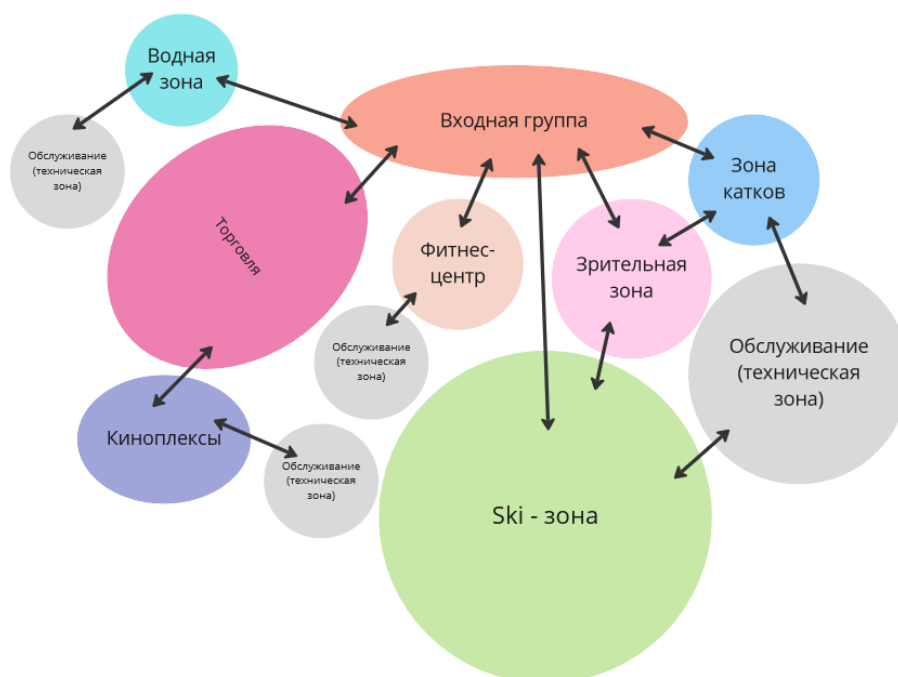 Водная
зона
Входная группа
Обслуживание
(техническая
зона)
Зона
катков
Торговля
Фитнес-
центр
Зрительная
зона
Обслуживание
(техническая
зона)
Обслуживание
(техническая
зона)
Киноплексы
Обслуживание
(техническая
зона)
Ski - зона